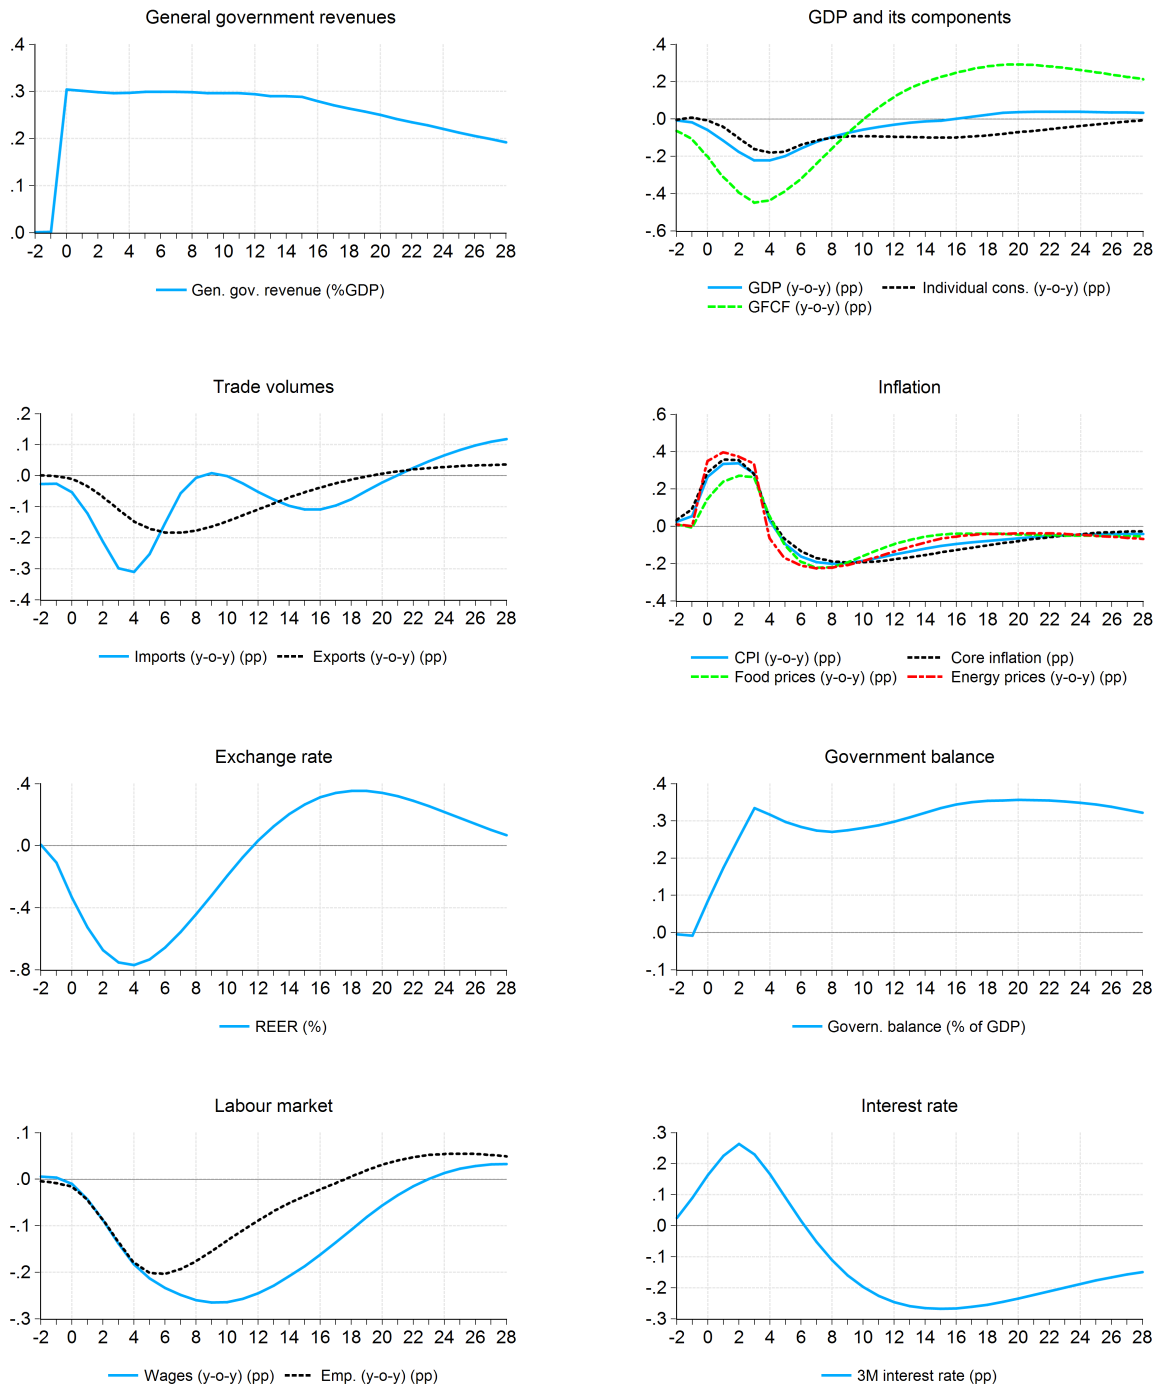 General government revenues
.4
.3
.2
.1
.0
-2 0 2 4 6 8 10 12 14 16 18 20 22 24 26 28
Gen. gov. revenue (%GDP)
GDP and its components
.4
.2
.0
-.2
-.4
-.6
-2 0 2 4 6 8 10 12 14 16 18 20 22 24 26 28
GDP (y-o-y) (pp) Individual cons. (y-o-y) (pp)
GFCF (y-o-y) (pp)
Trade volumes
.2
.1
.0
-.1
-.2
-.3
-.4
-2 0 2 4 6 8 10 12 14 16 18 20 22 24 26 28
Imports (y-o-y) (pp) Exports (y-o-y) (pp)
Inflation
.6
.4
.2
.0
-.2
-.4
-2 0 2 4 6 8 10 12 14 16 18 20 22 24 26 28
CPI (y-o-y) (pp) Core inflation (pp)
Food prices (y-o-y) (pp) Energy prices (y-o-y) (pp)
Exchange rate
.4
.0
-.4
-.8
-2 0 2 4 6 8 10 12 14 16 18 20 22 24 26 28
REER (%)
Government balance
.4
.3
.2
.1
.0
-.1
-2 0 2 4 6 8 10 12 14 16 18 20 22 24 26 28
Govern. balance (% of GDP)
Labour market
.1
.0
-.1
-.2
-.3
-2 0 2 4 6 8 10 12 14 16 18 20 22 24 26 28
Wages (y-o-y) (pp) Emp. (y-o-y) (pp)
Interest rate
.3
.2
.1
.0
-.1
-.2
-.3
-2 0 2 4 6 8 10 12 14 16 18 20 22 24 26 28
3M interest rate (pp)